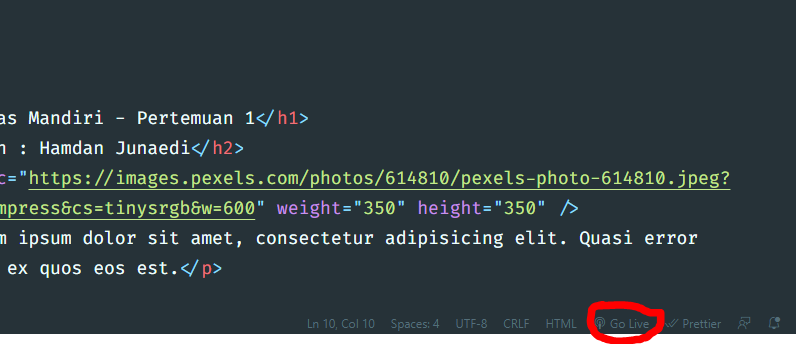 as Mandiri - Pertemuan 1</h1>
n : Hamdan Junaedi</h2>
c="https://images.pexels.com/photos/614810/pexels-photo-614810.jpeg?
mpress&cs=tinysrgb&w=600" weight="350" height="350" />
m ipsum dolor sit amet, consectetur adipisicing elit. Quasi error
ex quos eos est.</p>
Ln 10, Col 10 Spaces: 4 UTF-8 CRLF HTML Go Live Prettier